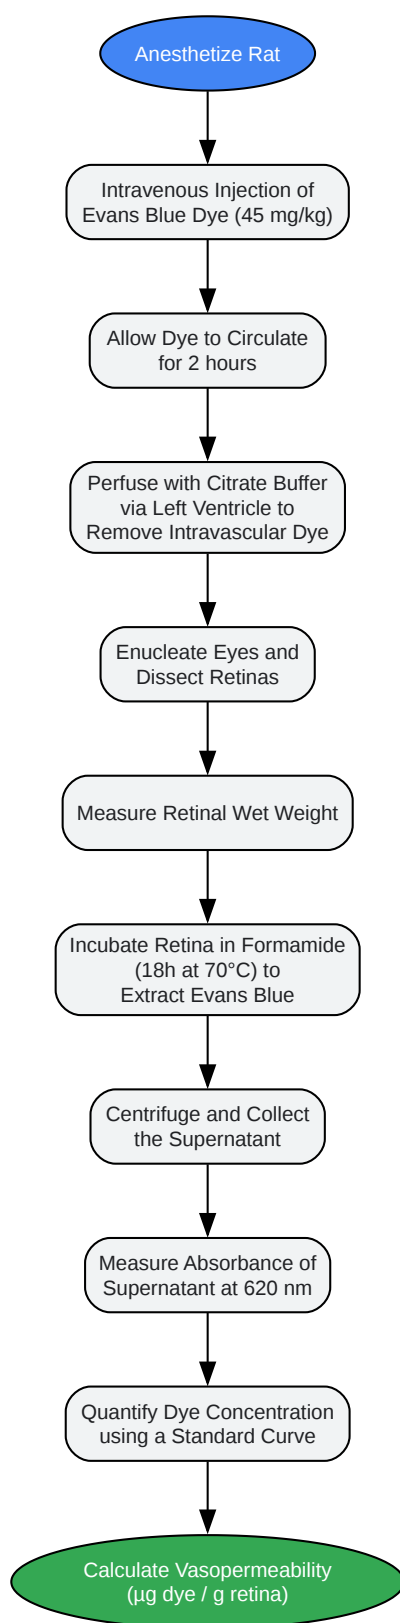 Anesthetize Rat
Intravenous Injection of
Evans Blue Dye (45 mg/kg)
Allow Dye to Circulate
for 2 hours
Perfuse with Citrate Buffer
via Left Ventricle to
Remove Intravascular Dye
Enucleate Eyes and
Dissect Retinas
Measure Retinal Wet Weight
Incubate Retina in Formamide
(18h at 70°C) to
Extract Evans Blue
Centrifuge and Collect
the Supernatant
Measure Absorbance of
Supernatant at 620 nm
Quantify Dye Concentration
using a Standard Curve
Calculate Vasopermeability
(µg dye / g retina)